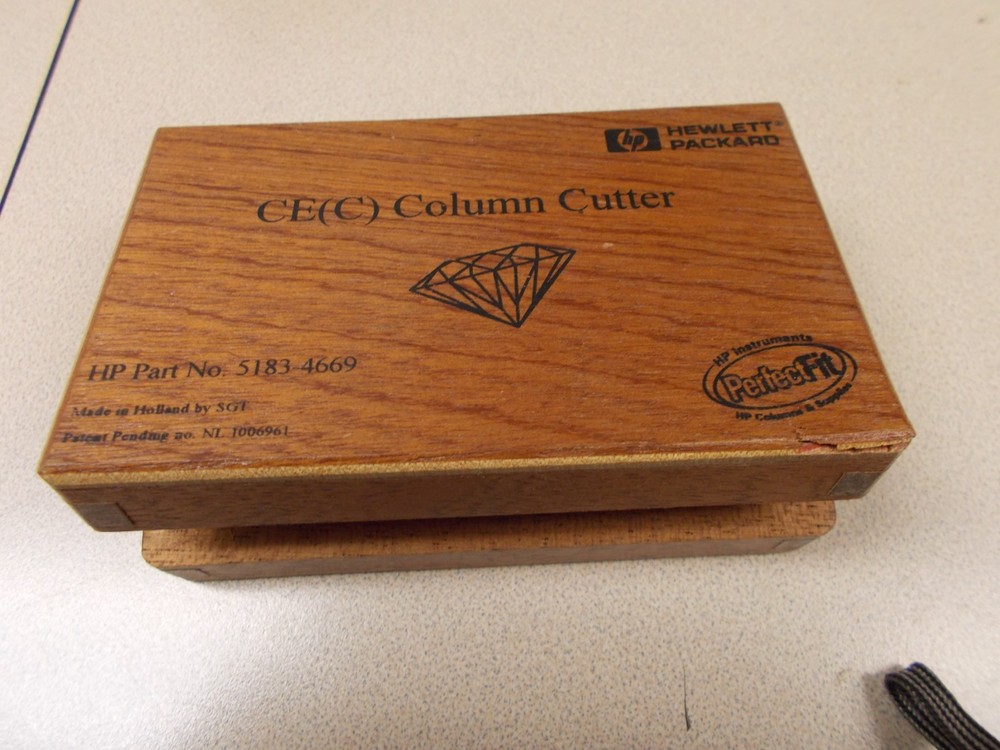 hp HEWLETT®
PACKARD
CE(C) Column Cutter
HP Part No. 5183-4669
Made in Holland by SGT
Patent Pending no. NL 1006961
HP Instruments
PerfectFit
HP Columns & Supplies